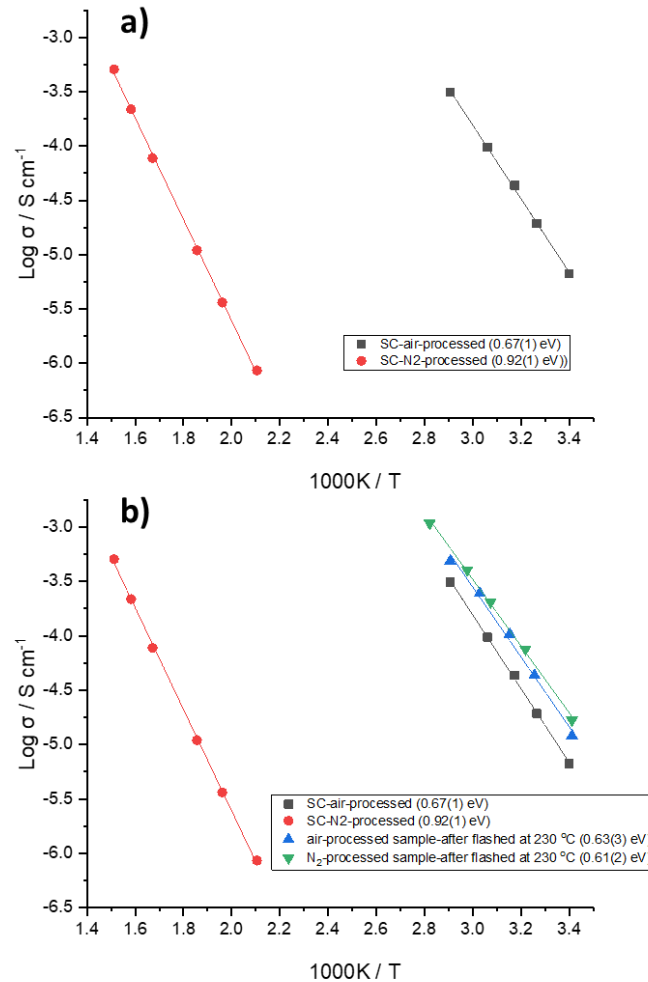 a)
-3.0
-3.5
-4.0
-4.5
-5.0
-5.5
-6.0
-6.5
Log σ / S cm⁻¹
SC-air-processed (0.67(1) eV)
SC-N2-processed (0.92(1) eV))
1.4 1.6 1.8 2.0 2.2 2.4 2.6 2.8 3.0 3.2 3.4
1000K / T
b)
-3.0
-3.5
-4.0
-4.5
-5.0
-5.5
-6.0
-6.5
Log σ / S cm⁻¹
SC-air-processed (0.67(1) eV)
SC-N2-processed (0.92(1) eV)
air-processed sample-after flashed at 230 °C (0.63(3) eV)
N₂-processed sample-after flashed at 230 °C (0.61(2) eV)
1.4 1.6 1.8 2.0 2.2 2.4 2.6 2.8 3.0 3.2 3.4
1000K / T